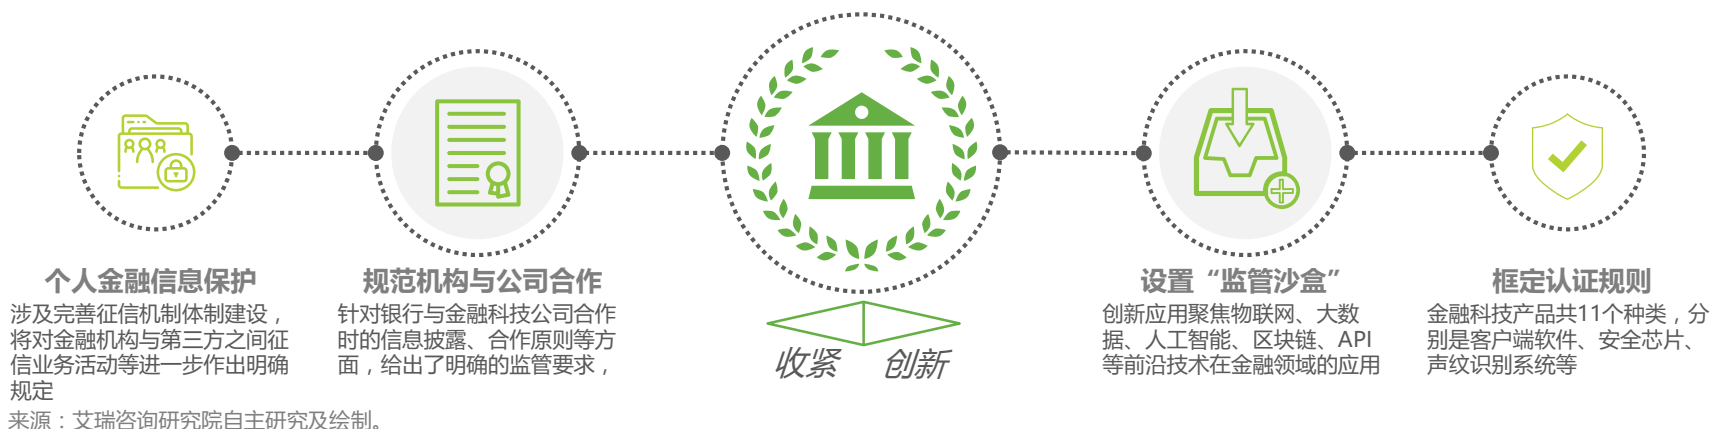 个人金融信息保护
涉及完善征信机制体制建设，
将对金融机构与第三方之间征
信业务活动等进一步作出明确
规定
规范机构与公司合作
针对银行与金融科技公司合作
时的信息披露、合作原则等方
面，给出了明确的监管要求，
收紧 创新
设置“监管沙盒”
创新应用聚焦物联网、大数
据、人工智能、区块链、API
等前沿技术在金融领域的应用
框定认证规则
金融科技产品共11个种类，分
别是客户端软件、安全芯片、
声纹识别系统等
来源：艾瑞咨询研究院自主研究及绘制。